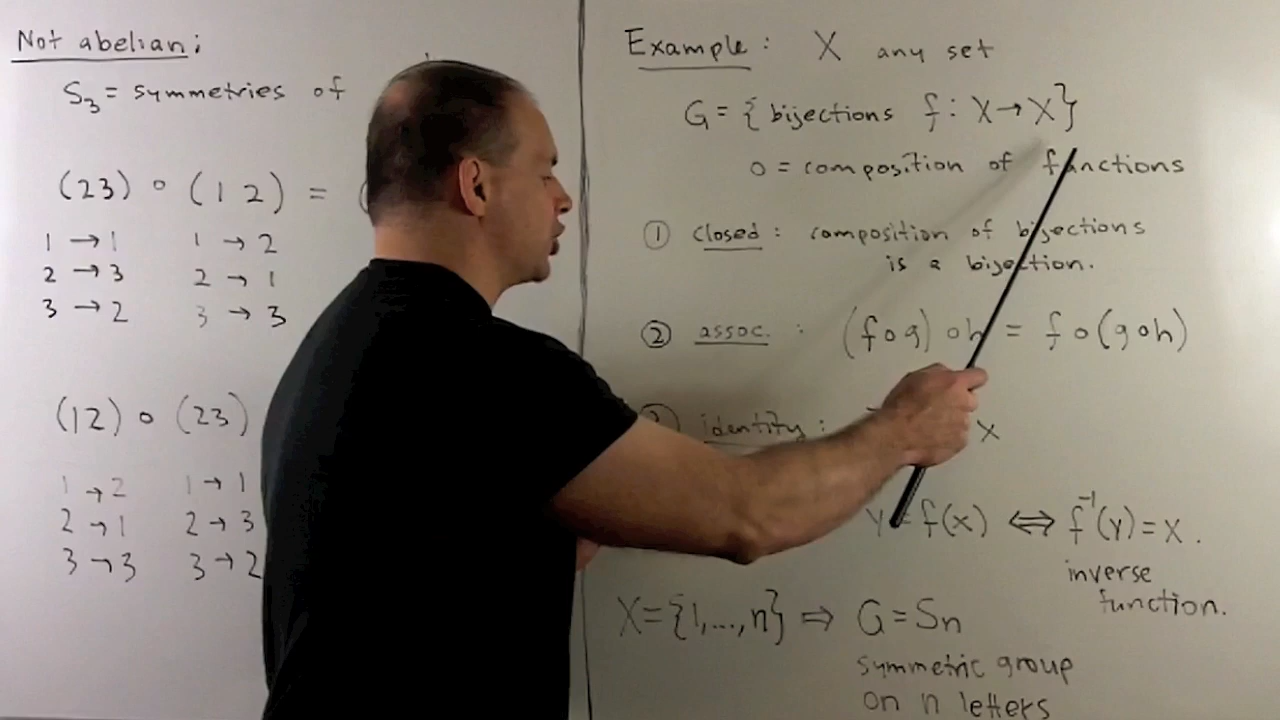 Not abelian:
S3 = symmetries of
(23) ∘ (1 2) = (
1 → 1 1 → 2
2 → 3 2 → 1
3 → 2 3 → 3
(12) ∘ (23)
1 → 2 1 → 1
2 → 1 2 → 3
3 → 3 3 → 2
Example: X any set
G = { bijections f: X → X }
∘ = composition of functions
① closed: composition of bijections
is a bijection.
② assoc. : (f∘g)∘h = f∘(g∘h)
identity: x
y = f(x) ⟺ f⁻¹(y) = x.
inverse
function.
X = {1,...,n} ⇒ G = Sn
symmetric group
on n letters